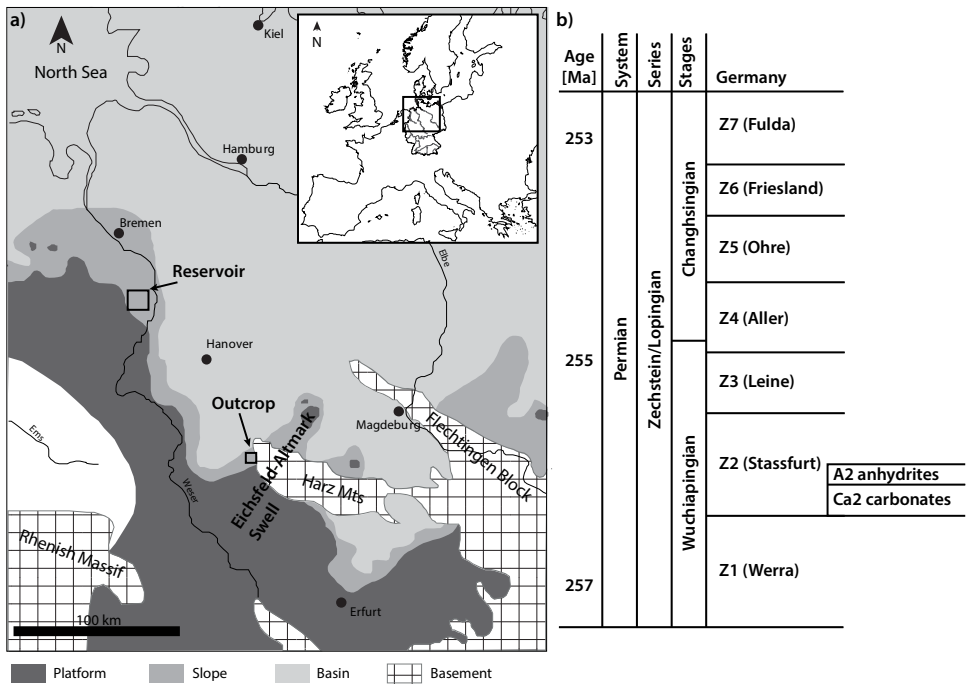 a)
N
North Sea
Kiel
Hamburg
Bremen
Reservoir
Hanover
Outcrop
Elbe
Magdeburg
Flechtingen Block
Eichsfeld-Altmark
Swell
Harz Mts
Ems
Weser
Rhenish Massif
Erfurt
100 km
N
Platform
Slope
Basin
Basement
b)
Age
[Ma]
System
Series
Stages
Germany
253
255
257
Permian
Zechstein/Lopingian
Changhsingian
Wuchiapingian
Z7 (Fulda)
Z6 (Friesland)
Z5 (Ohre)
Z4 (Aller)
Z3 (Leine)
Z2 (Stassfurt)
A2 anhydrites
Ca2 carbonates
Z1 (Werra)